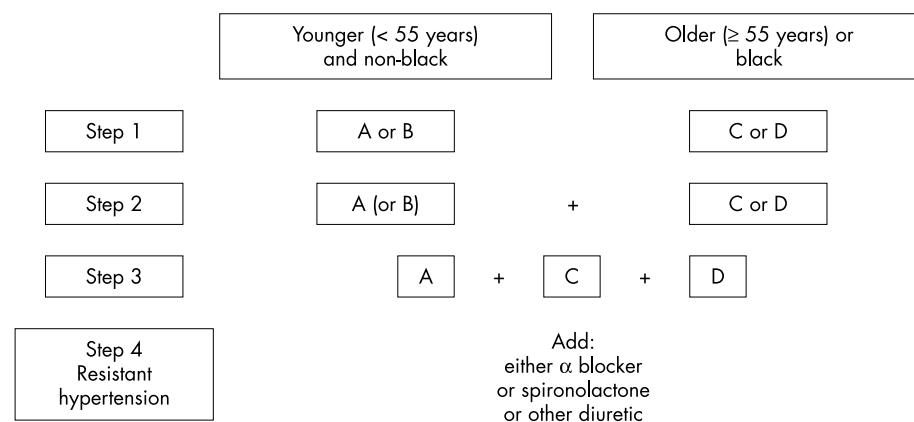 Younger (< 55 years)
and non-black
Older (≥ 55 years) or
black
Step 1
A or B
C or D
Step 2
A (or B)
+
C or D
Step 3
A
+
C
+
D
Step 4
Resistant
hypertension
Add:
either α blocker
or spironolactone
or other diuretic